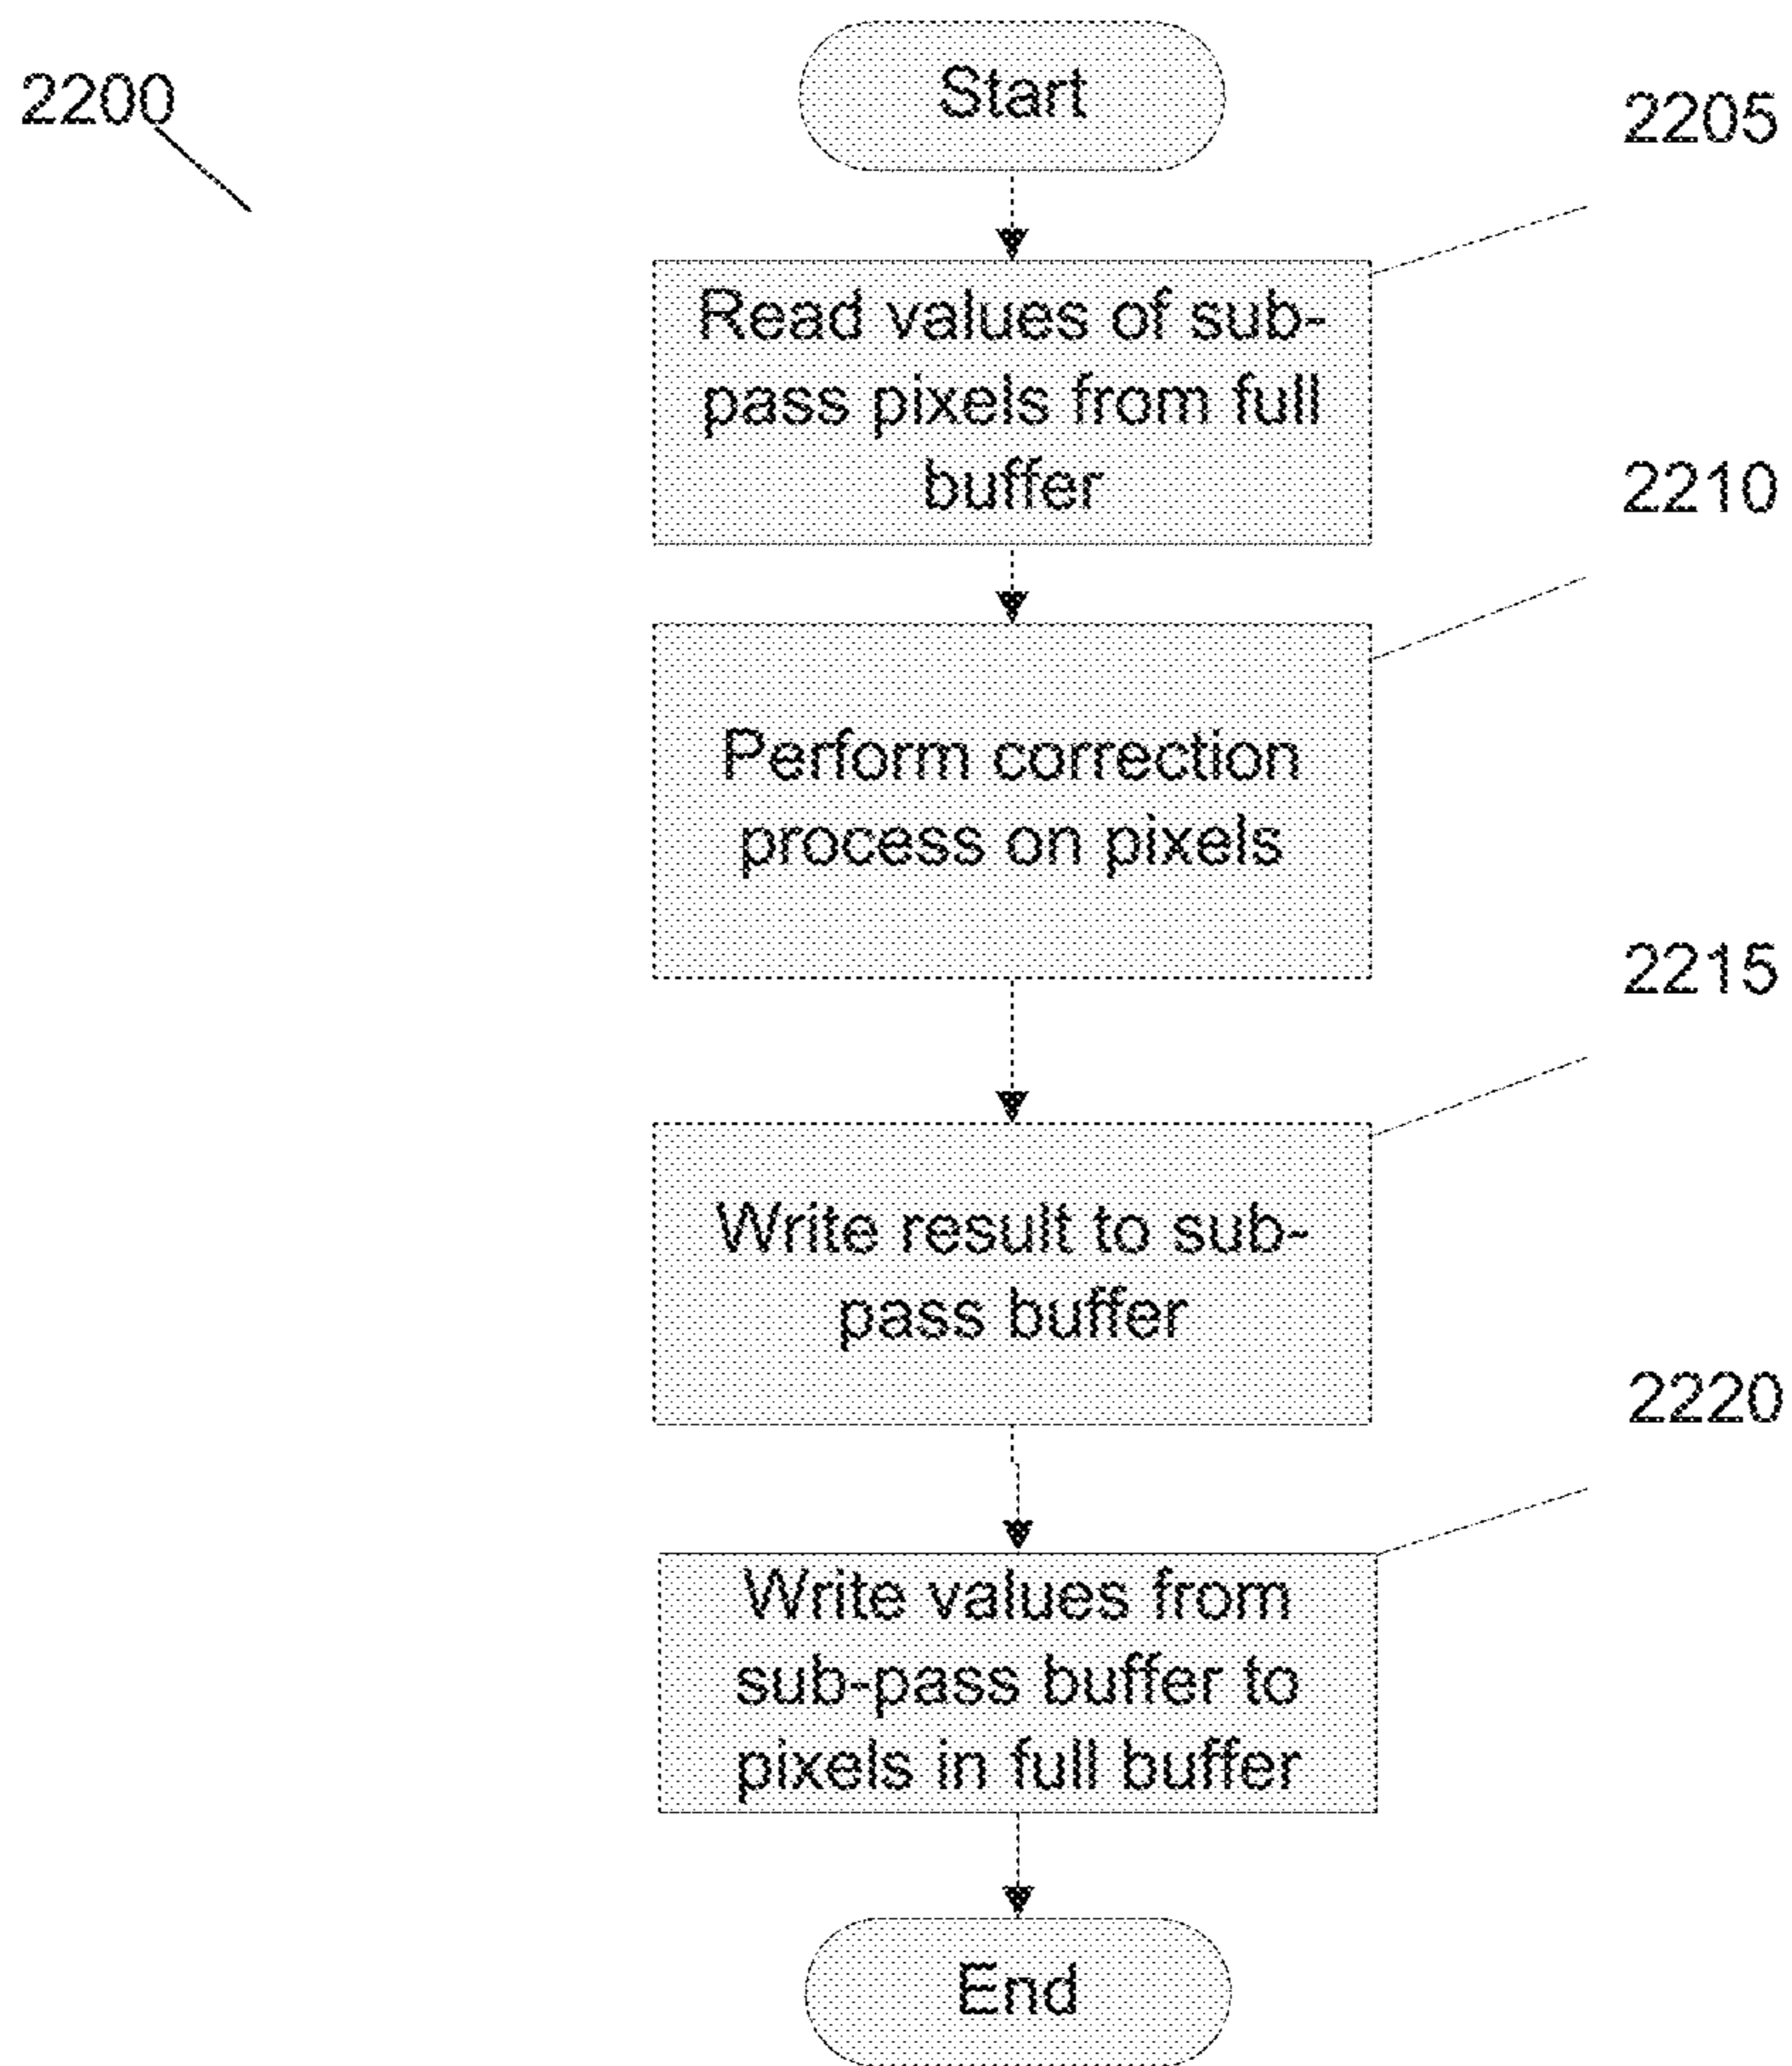 2200
Start
2205
Read values of sub-
pass pixels from full
buffer
2210
Perform correction
process on pixels
2215
Write result to sub-
pass buffer
2220
Write values from
sub-pass buffer to
pixels in full buffer
End